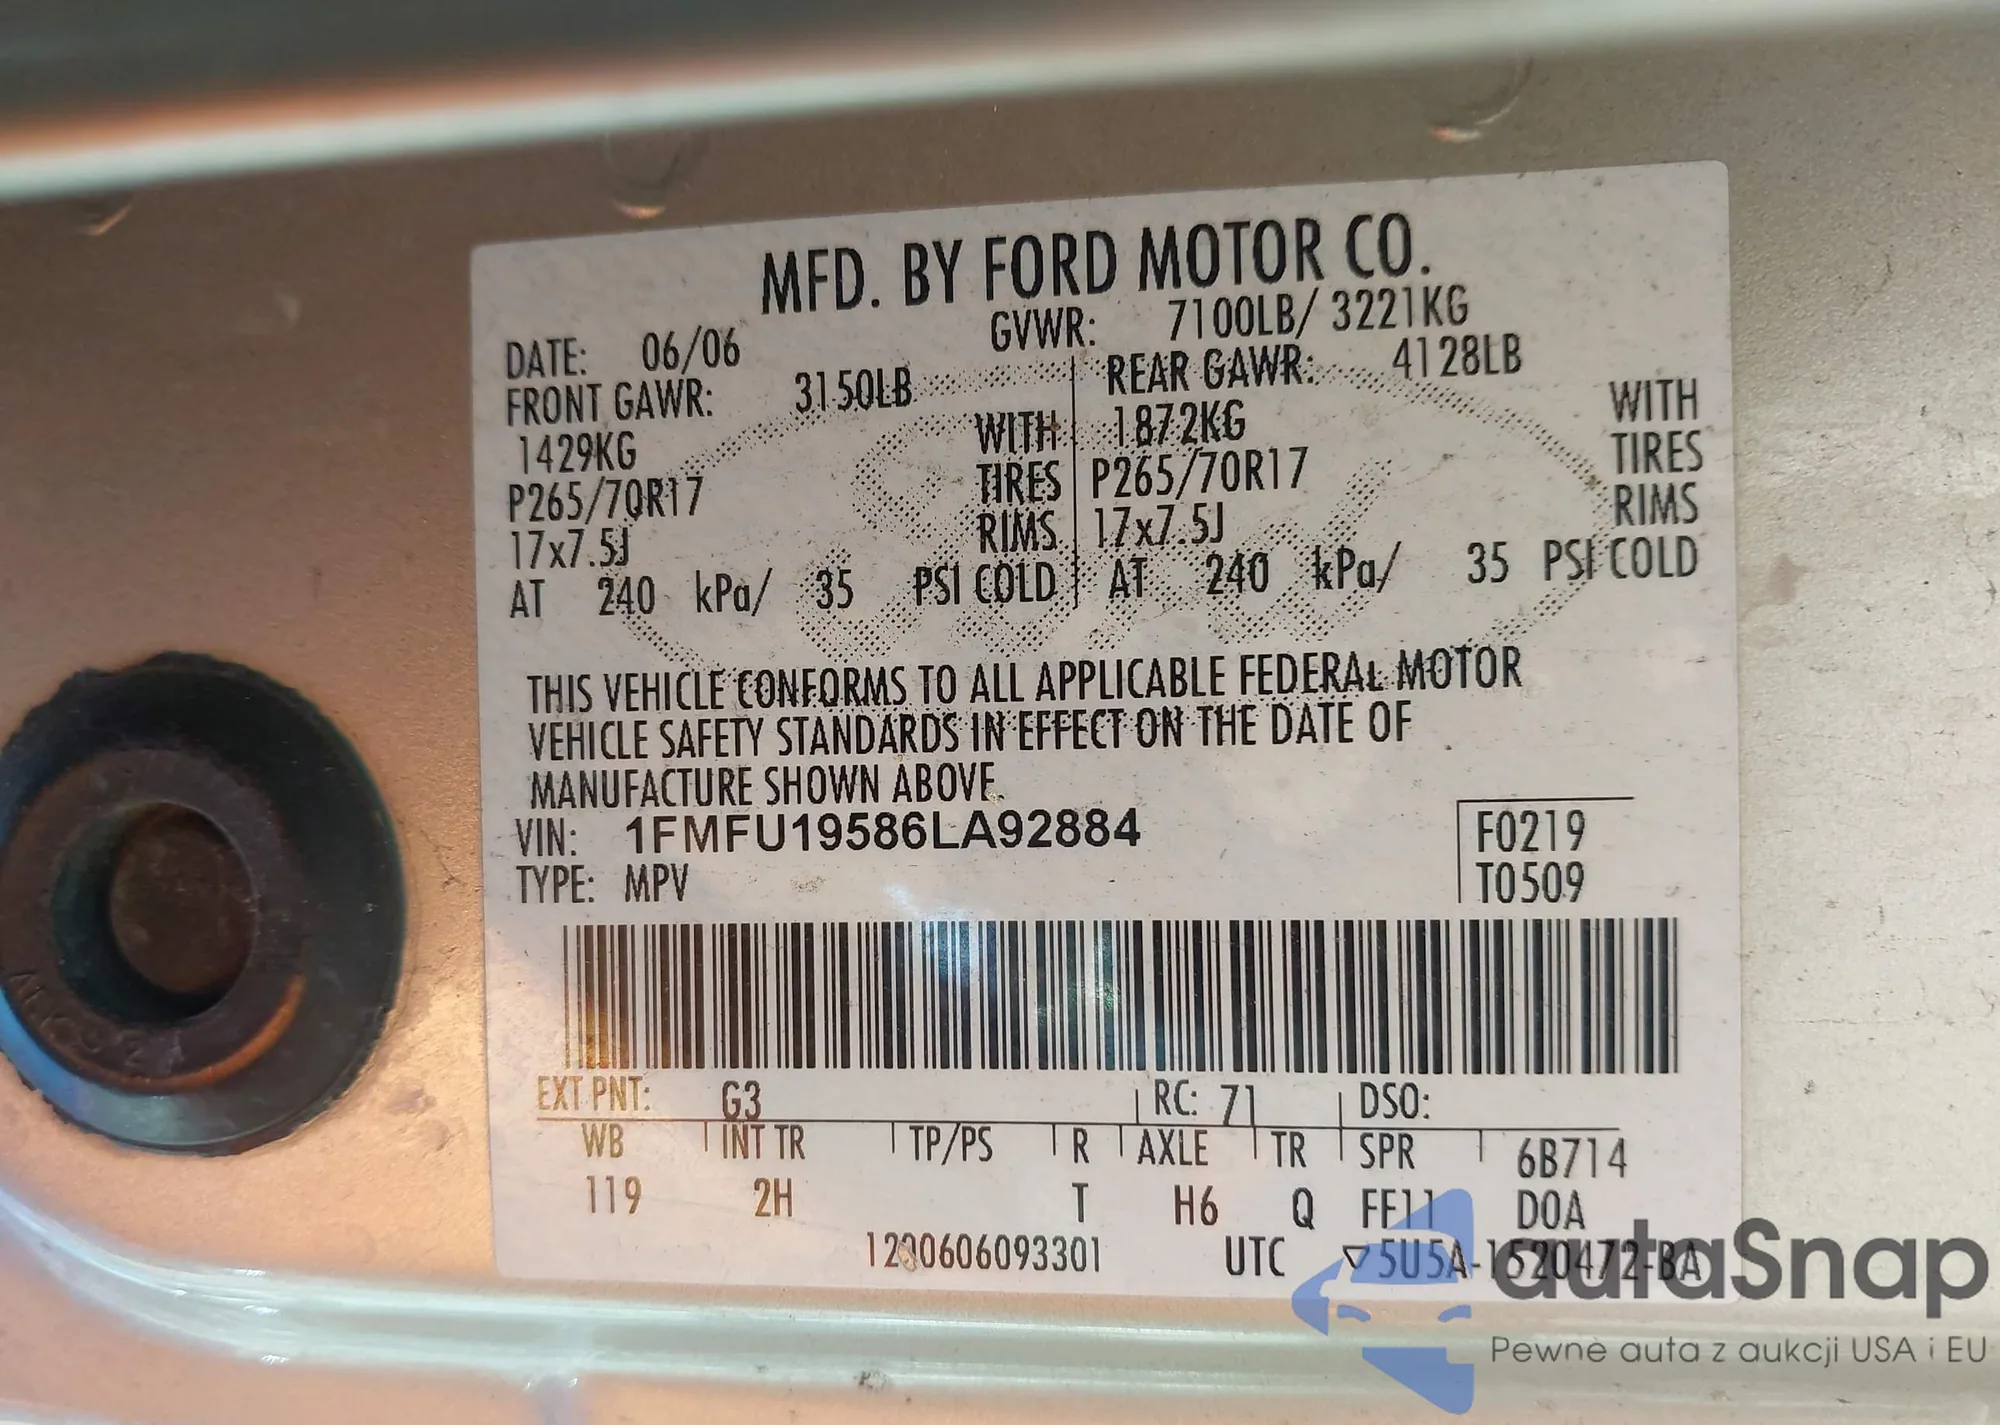 MFD. BY FORD MOTOR CO.
DATE: 06/06 GVWR: 7100LB/ 3221KG
FRONT GAWR: 3150LB REAR GAWR: 4128LB
1429KG WITH 1872KG WITH
P265/70R17 TIRES P265/70R17 TIRES
17x7.5J RIMS 17x7.5J RIMS
AT 240 kPa/ 35 PSI COLD AT 240 kPa/ 35 PSI COLD
THIS VEHICLE CONFORMS TO ALL APPLICABLE FEDERAL MOTOR
VEHICLE SAFETY STANDARDS IN EFFECT ON THE DATE OF
MANUFACTURE SHOWN ABOVE.
VIN: 1FMFU19586LA92884 F0219
TYPE: MPV T0509
EXT PNT: G3 RC: 71 DSO:
WB INT TR TP/PS R AXLE TR SPR 6B714
119 2H T H6 Q FF11 DOA
1200606093301 UTC ▽5U5A-1520472-BA
autaSnap
Pewne auta z aukcji USA i EU